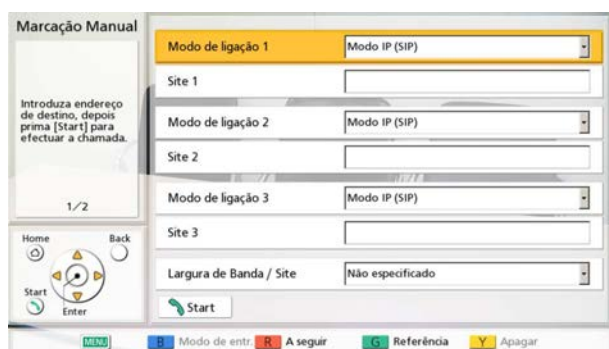 Marcação Manual
Introduza endereço
de destino, depois
prima [Start] para
efectuar a chamada.
1/2
Home
Back
Start
Enter
Modo de ligação 1 Modo IP (SIP)
Site 1
Modo de ligação 2 Modo IP (SIP)
Site 2
Modo de ligação 3 Modo IP (SIP)
Site 3
Largura de Banda / Site Não especificado
Start
MENU B Modo de entr. R A seguir G Referência Y Apagar